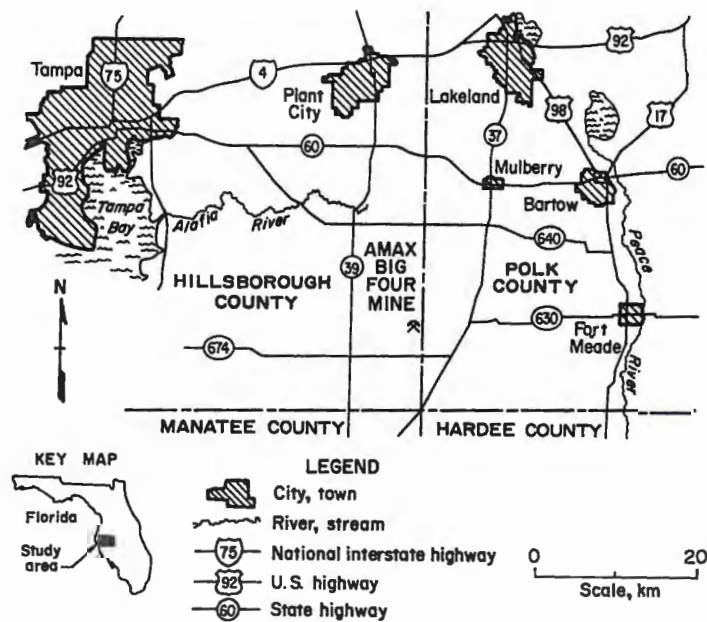 Tampa
75
4
Plant
City
Lakeland
92
98
17
37
60
Mulberry
60
92
Tampa
Bay
Bartow
Alafia River
Peace
River
640
39
AMAX
BIG
FOUR
MINE
HILLSBOROUGH
COUNTY
POLK
COUNTY
630
Fort
Meade
674
N
MANATEE COUNTY
HARDEE COUNTY
KEY MAP
Florida
Study
area
LEGEND
City, town
River, stream
75 National interstate highway
92 U.S. highway
60 State highway
0 20
Scale, km